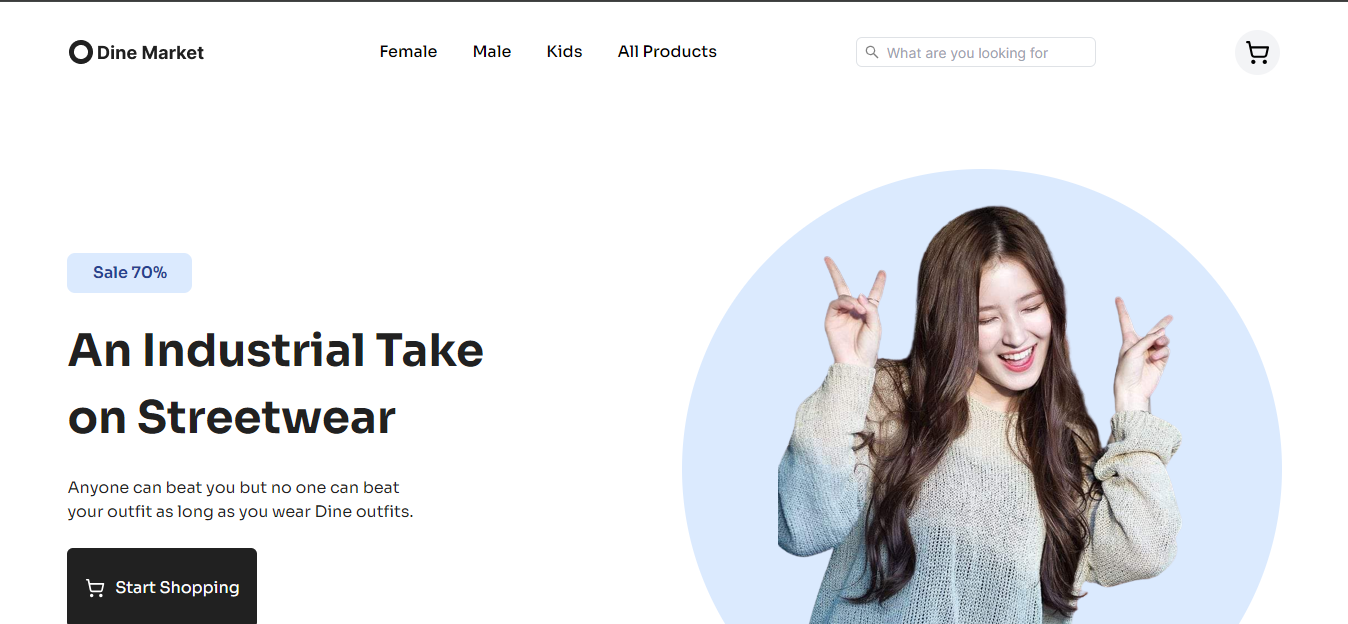 Dine Market
Female
Male
Kids
All Products
What are you looking for
Sale 70%
An Industrial Take
on Streetwear
Anyone can beat you but no one can beat
your outfit as long as you wear Dine outfits.
Start Shopping